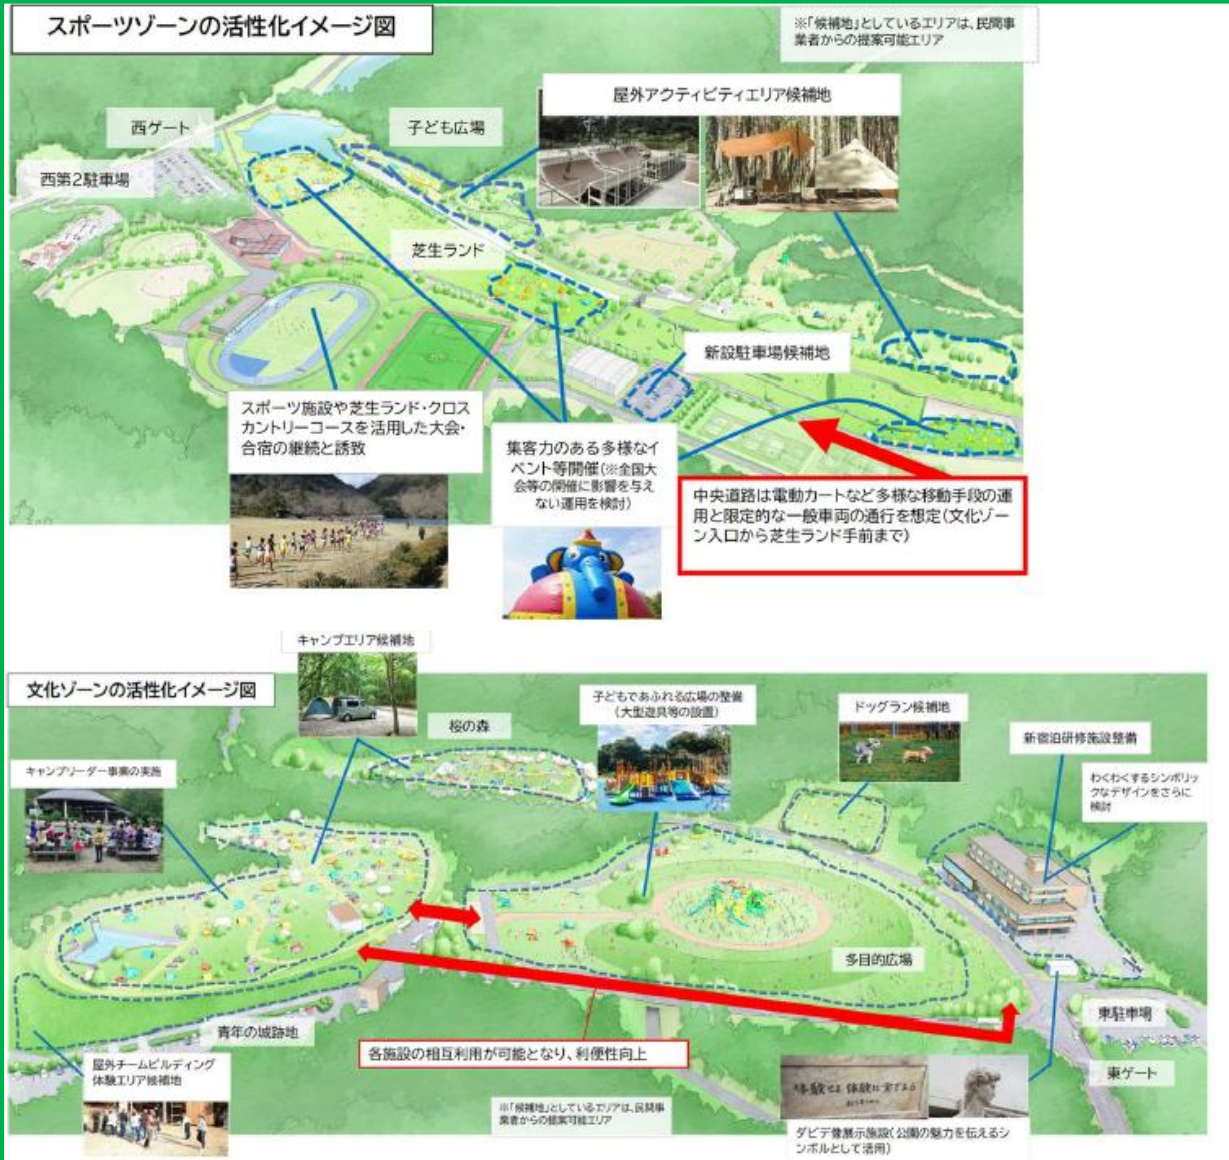 スポーツゾーンの活性化イメージ図
※「候補地」としているエリアは、民間事
業者からの提案可能エリア
屋外アクティビティエリア候補地
西ゲート
子ども広場
西第2駐車場
芝生ランド
新設駐車場候補地
スポーツ施設や芝生ランド・クロス
カントリーコースを活用した大会・
合宿の継続と誘致
集客力のある多様なイ
ベント等開催(※全国大
会等の開催に影響を与え
ない運用を検討)
中央道路は電動カートなど多様な移動手段の運
用と限定的な一般車両の通行を想定(文化ゾー
ン入口から芝生ランド手前まで)
キャンプエリア候補地
文化ゾーンの活性化イメージ図
子どもであふれる広場の整備
(大型遊具等の設置)
ドッグラン候補地
桜の森
新宿泊研修施設整備
キャンプリーダー事業の実施
わくわくするシンボリッ
クなデザインをさらに
検討
多目的広場
東駐車場
青年の城跡地
各施設の相互利用が可能となり、利便性向上
屋外チームビルディング
体験エリア候補地
東ゲート
※「候補地」としているエリアは、民間事
業者からの提案可能エリア
ダビデ像展示施設(公園の魅力を伝えるシ
ンボルとして活用)